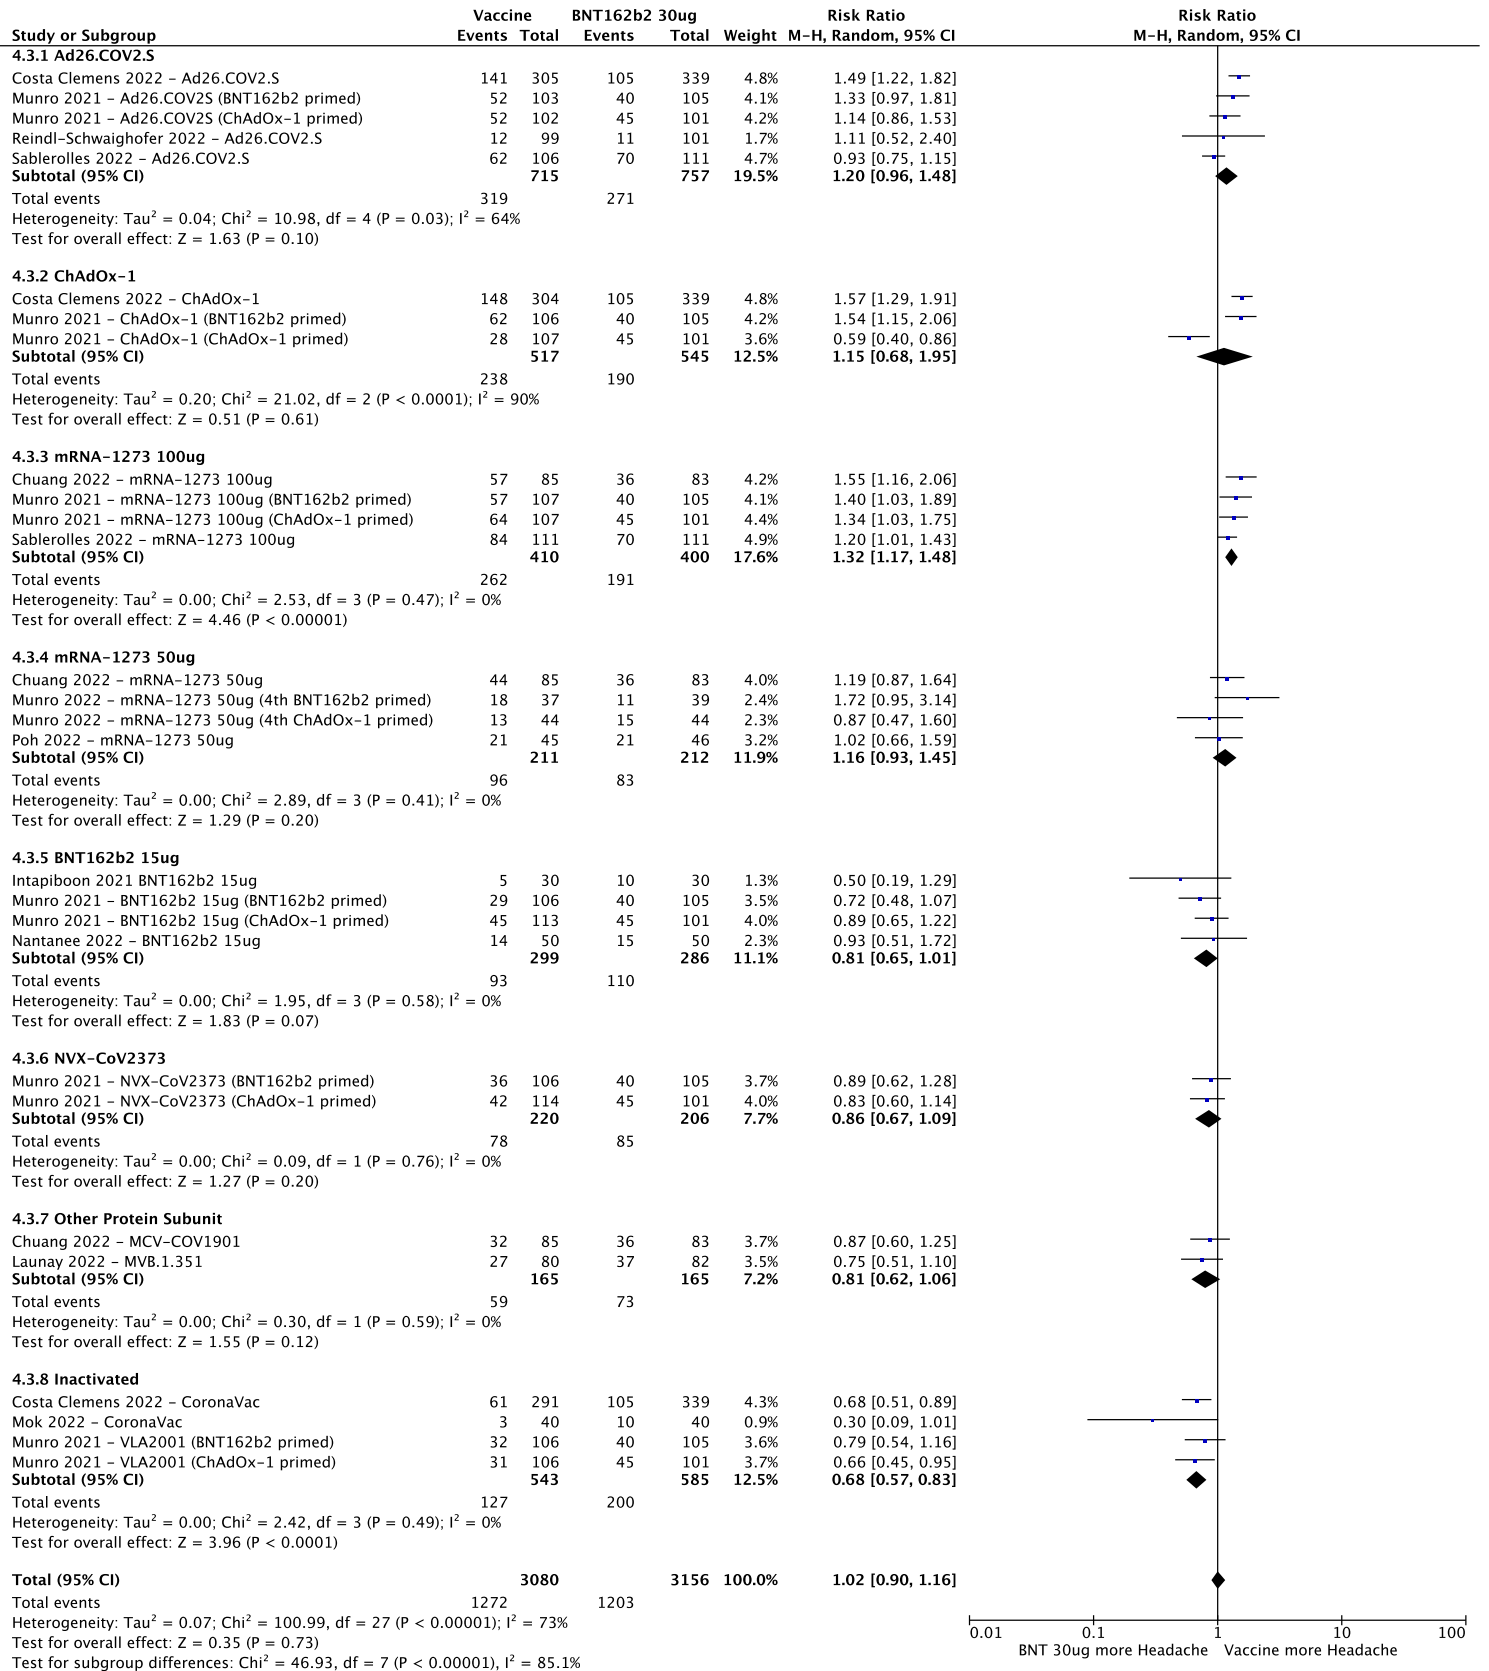 Vaccine BNT162b2 30ug Risk Ratio Risk Ratio
Study or Subgroup Events Total Events Total Weight M-H, Random, 95% CI M-H, Random, 95% CI
4.3.1 Ad26.COV2.S
Costa Clemens 2022 – Ad26.COV2.S 141 305 105 339 4.8% 1.49 [1.22, 1.82]
Munro 2021 – Ad26.COV2S (BNT162b2 primed) 52 103 40 105 4.1% 1.33 [0.97, 1.81]
Munro 2021 – Ad26.COV2S (ChAdOx-1 primed) 52 102 45 101 4.2% 1.14 [0.86, 1.53]
Reindl-Schwaighofer 2022 – Ad26.COV2.S 12 99 11 101 1.7% 1.11 [0.52, 2.40]
Sablerolles 2022 – Ad26.COV2.S 62 106 70 111 4.7% 0.93 [0.75, 1.15]
Subtotal (95% CI) 715 757 19.5% 1.20 [0.96, 1.48]
Total events 319 271
Heterogeneity: Tau² = 0.04; Chi² = 10.98, df = 4 (P = 0.03); I² = 64%
Test for overall effect: Z = 1.63 (P = 0.10)
4.3.2 ChAdOx-1
Costa Clemens 2022 – ChAdOx-1 148 304 105 339 4.8% 1.57 [1.29, 1.91]
Munro 2021 – ChAdOx-1 (BNT162b2 primed) 62 106 40 105 4.2% 1.54 [1.15, 2.06]
Munro 2021 – ChAdOx-1 (ChAdOx-1 primed) 28 107 45 101 3.6% 0.59 [0.40, 0.86]
Subtotal (95% CI) 517 545 12.5% 1.15 [0.68, 1.95]
Total events 238 190
Heterogeneity: Tau² = 0.20; Chi² = 21.02, df = 2 (P < 0.0001); I² = 90%
Test for overall effect: Z = 0.51 (P = 0.61)
4.3.3 mRNA-1273 100ug
Chuang 2022 – mRNA-1273 100ug 57 85 36 83 4.2% 1.55 [1.16, 2.06]
Munro 2021 – mRNA-1273 100ug (BNT162b2 primed) 57 107 40 105 4.1% 1.40 [1.03, 1.89]
Munro 2021 – mRNA-1273 100ug (ChAdOx-1 primed) 64 107 45 101 4.4% 1.34 [1.03, 1.75]
Sablerolles 2022 – mRNA-1273 100ug 84 111 70 111 4.9% 1.20 [1.01, 1.43]
Subtotal (95% CI) 410 400 17.6% 1.32 [1.17, 1.48]
Total events 262 191
Heterogeneity: Tau² = 0.00; Chi² = 2.53, df = 3 (P = 0.47); I² = 0%
Test for overall effect: Z = 4.46 (P < 0.00001)
4.3.4 mRNA-1273 50ug
Chuang 2022 – mRNA-1273 50ug 44 85 36 83 4.0% 1.19 [0.87, 1.64]
Munro 2022 – mRNA-1273 50ug (4th BNT162b2 primed) 18 37 11 39 2.4% 1.72 [0.95, 3.14]
Munro 2022 – mRNA-1273 50ug (4th ChAdOx-1 primed) 13 44 15 44 2.3% 0.87 [0.47, 1.60]
Poh 2022 – mRNA-1273 50ug 21 45 21 46 3.2% 1.02 [0.66, 1.59]
Subtotal (95% CI) 211 212 11.9% 1.16 [0.93, 1.45]
Total events 96 83
Heterogeneity: Tau² = 0.00; Chi² = 2.89, df = 3 (P = 0.41); I² = 0%
Test for overall effect: Z = 1.29 (P = 0.20)
4.3.5 BNT162b2 15ug
Intapiboon 2021 BNT162b2 15ug 5 30 10 30 1.3% 0.50 [0.19, 1.29]
Munro 2021 – BNT162b2 15ug (BNT162b2 primed) 29 106 40 105 3.5% 0.72 [0.48, 1.07]
Munro 2021 – BNT162b2 15ug (ChAdOx-1 primed) 45 113 45 101 4.0% 0.89 [0.65, 1.22]
Nantanee 2022 – BNT162b2 15ug 14 50 15 50 2.3% 0.93 [0.51, 1.72]
Subtotal (95% CI) 299 286 11.1% 0.81 [0.65, 1.01]
Total events 93 110
Heterogeneity: Tau² = 0.00; Chi² = 1.95, df = 3 (P = 0.58); I² = 0%
Test for overall effect: Z = 1.83 (P = 0.07)
4.3.6 NVX-CoV2373
Munro 2021 – NVX-CoV2373 (BNT162b2 primed) 36 106 40 105 3.7% 0.89 [0.62, 1.28]
Munro 2021 – NVX-CoV2373 (ChAdOx-1 primed) 42 114 45 101 4.0% 0.83 [0.60, 1.14]
Subtotal (95% CI) 220 206 7.7% 0.86 [0.67, 1.09]
Total events 78 85
Heterogeneity: Tau² = 0.00; Chi² = 0.09, df = 1 (P = 0.76); I² = 0%
Test for overall effect: Z = 1.27 (P = 0.20)
4.3.7 Other Protein Subunit
Chuang 2022 – MCV-COV1901 32 85 36 83 3.7% 0.87 [0.60, 1.25]
Launay 2022 – MVB.1.351 27 80 37 82 3.5% 0.75 [0.51, 1.10]
Subtotal (95% CI) 165 165 7.2% 0.81 [0.62, 1.06]
Total events 59 73
Heterogeneity: Tau² = 0.00; Chi² = 0.30, df = 1 (P = 0.59); I² = 0%
Test for overall effect: Z = 1.55 (P = 0.12)
4.3.8 Inactivated
Costa Clemens 2022 – CoronaVac 61 291 105 339 4.3% 0.68 [0.51, 0.89]
Mok 2022 – CoronaVac 3 40 10 40 0.9% 0.30 [0.09, 1.01]
Munro 2021 – VLA2001 (BNT162b2 primed) 32 106 40 105 3.6% 0.79 [0.54, 1.16]
Munro 2021 – VLA2001 (ChAdOx-1 primed) 31 106 45 101 3.7% 0.66 [0.45, 0.95]
Subtotal (95% CI) 543 585 12.5% 0.68 [0.57, 0.83]
Total events 127 200
Heterogeneity: Tau² = 0.00; Chi² = 2.42, df = 3 (P = 0.49); I² = 0%
Test for overall effect: Z = 3.96 (P < 0.0001)
Total (95% CI) 3080 3156 100.0% 1.02 [0.90, 1.16]
Total events 1272 1203
Heterogeneity: Tau² = 0.07; Chi² = 100.99, df = 27 (P < 0.00001); I² = 73%
Test for overall effect: Z = 0.35 (P = 0.73)
Test for subgroup differences: Chi² = 46.93, df = 7 (P < 0.00001), I² = 85.1%
0.01 0.1 1 10 100
BNT 30ug more Headache Vaccine more Headache